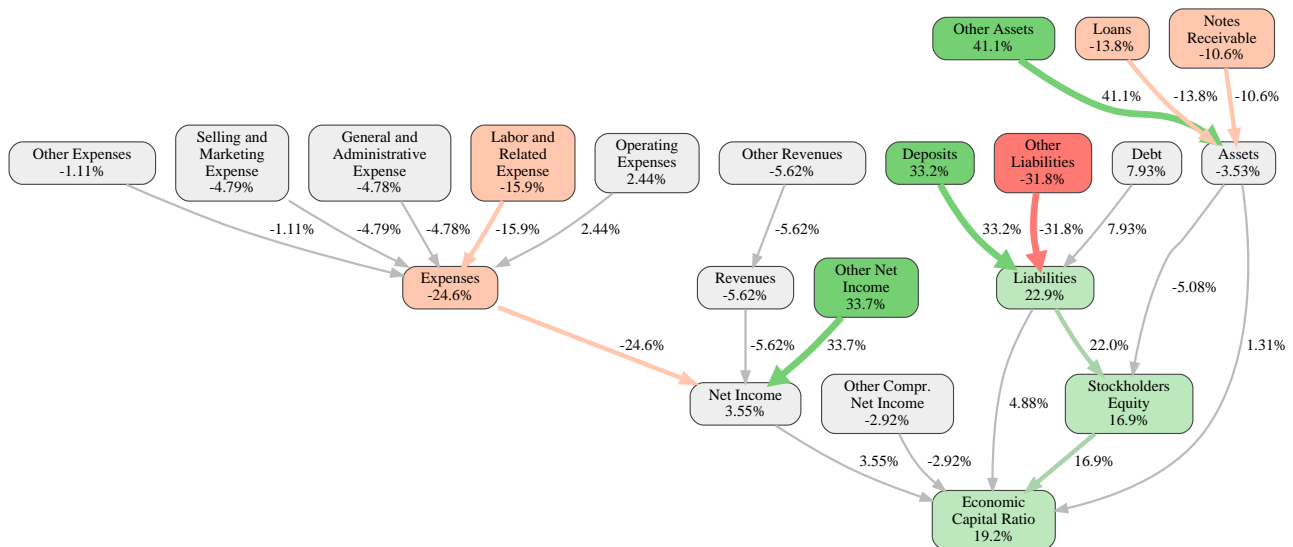 Other Assets
41.1%
Loans
-13.8%
Notes
Receivable
-10.6%
41.1%
-13.8%
-10.6%
Other Expenses
-1.11%
Selling and
Marketing
Expense
-4.79%
General and
Administrative
Expense
-4.78%
Labor and
Related
Expense
-15.9%
Operating
Expenses
2.44%
Other Revenues
-5.62%
Deposits
33.2%
Other
Liabilities
-31.8%
Debt
7.93%
Assets
-3.53%
-1.11%
-4.79%
-4.78%
-15.9%
2.44%
-5.62%
33.2%
-31.8%
7.93%
Expenses
-24.6%
Revenues
-5.62%
Other Net
Income
33.7%
Liabilities
22.9%
-5.08%
-24.6%
-5.62%
33.7%
22.0%
1.31%
Net Income
3.55%
Other Compr.
Net Income
-2.92%
4.88%
Stockholders
Equity
16.9%
3.55%
-2.92%
16.9%
Economic
Capital Ratio
19.2%